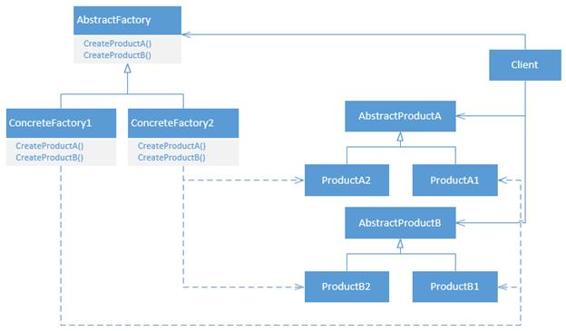 AbstractFactory
CreateProductA()
CreateProductB()
Client
ConcreteFactory1
CreateProductA()
CreateProductB()
ConcreteFactory2
CreateProductA()
CreateProductB()
AbstractProductA
ProductA2
ProductA1
AbstractProductB
ProductB2
ProductB1